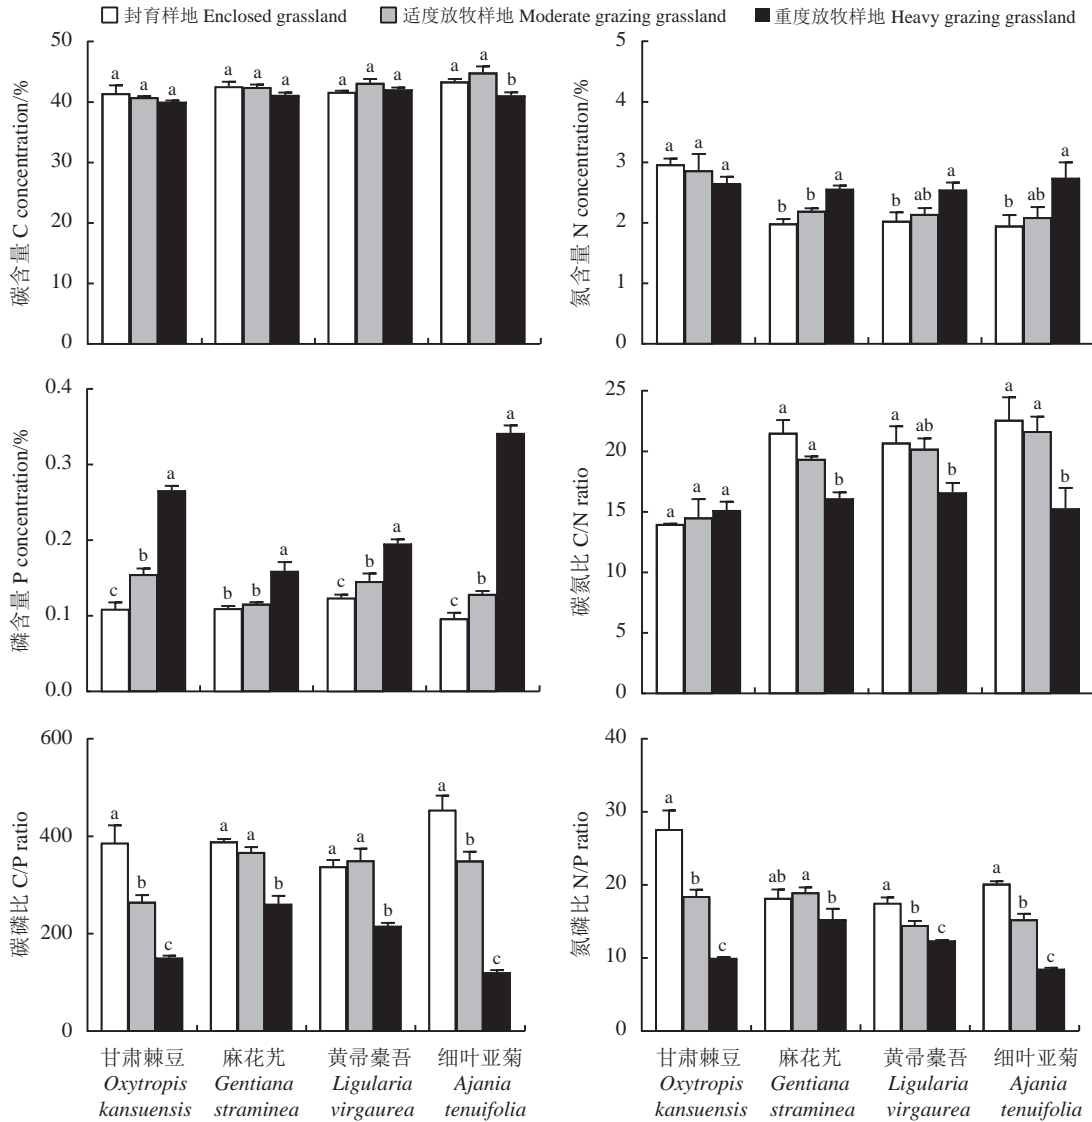 封育样地 Enclosed grassland 适度放牧样地 Moderate grazing grassland 重度放牧样地 Heavy grazing grassland
碳含量 C concentration/%
50
40
30
20
10
0
a a a a a a a a a a a b
氮含量 N concentration/%
5
4
3
2
1
0
a a a b b a b ab a b ab a
磷含量 P concentration/%
0.4
0.3
0.2
0.1
0.0
c b a b b a c b a c b a
碳氮比 C/N ratio
25
20
15
10
5
0
a a a a a b a ab b a a b
碳磷比 C/P ratio
600
400
200
0
a b c a a b a a b a b c
甘肃棘豆 麻花艽 黄帚橐吾 细叶亚菊
Oxytropis Gentiana Ligularia Ajania
kansuensis straminea virgaurea tenuifolia
氮磷比 N/P ratio
40
30
20
10
0
a b c ab a b a b c a b c
甘肃棘豆 麻花艽 黄帚橐吾 细叶亚菊
Oxytropis Gentiana Ligularia Ajania
kansuensis straminea virgaurea tenuifolia